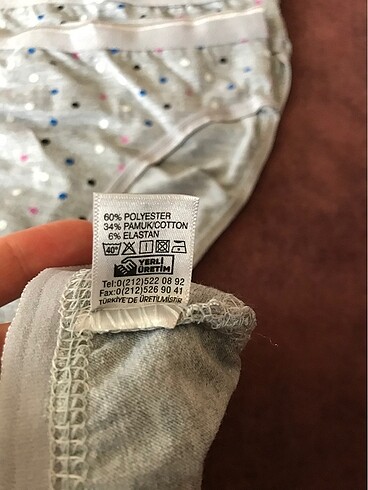 60% POLYESTER
34% PAMUK/COTTON
6% ELASTAN
40°
YERLİ
ÜRETİM
Tel:0(212)522 08 92
Fax:0(212)526 90 41
TÜRKİYE'DE ÜRETİLMİŞTİR